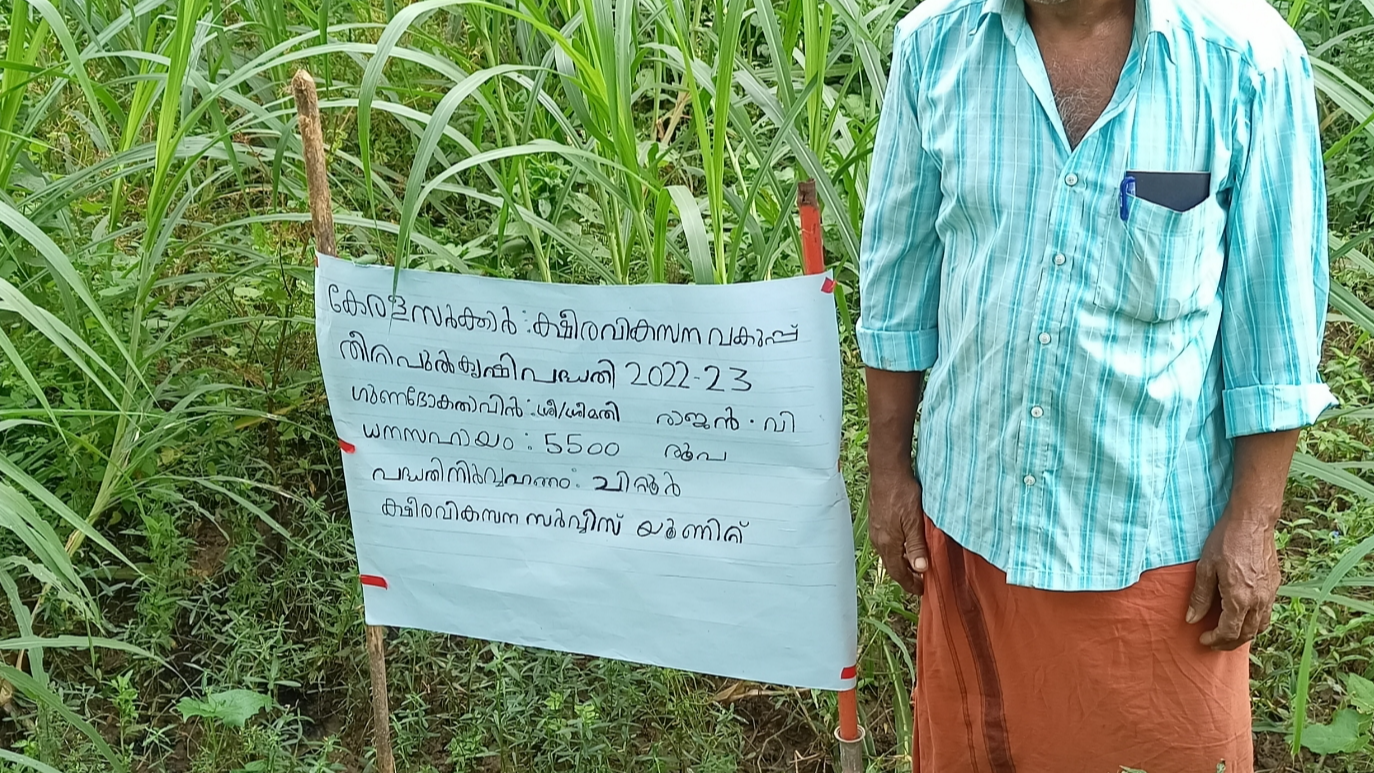 കേരളസർക്കാർ : ക്ഷീരവികസന വകുപ്പ്
തീറ്റപുൽകൃഷി പദ്ധതി 2022-23
ഗുണഭോക്താവിൻ : ശ്രീ/ശ്രീമതി രാജൻ . വി
ധനസഹായം : 5500 രൂപ
പദ്ധതി നിർവ്വഹണം : ചിറ്റൂർ
ക്ഷീരവികസന സർവ്വീസ് യൂണിറ്റ്